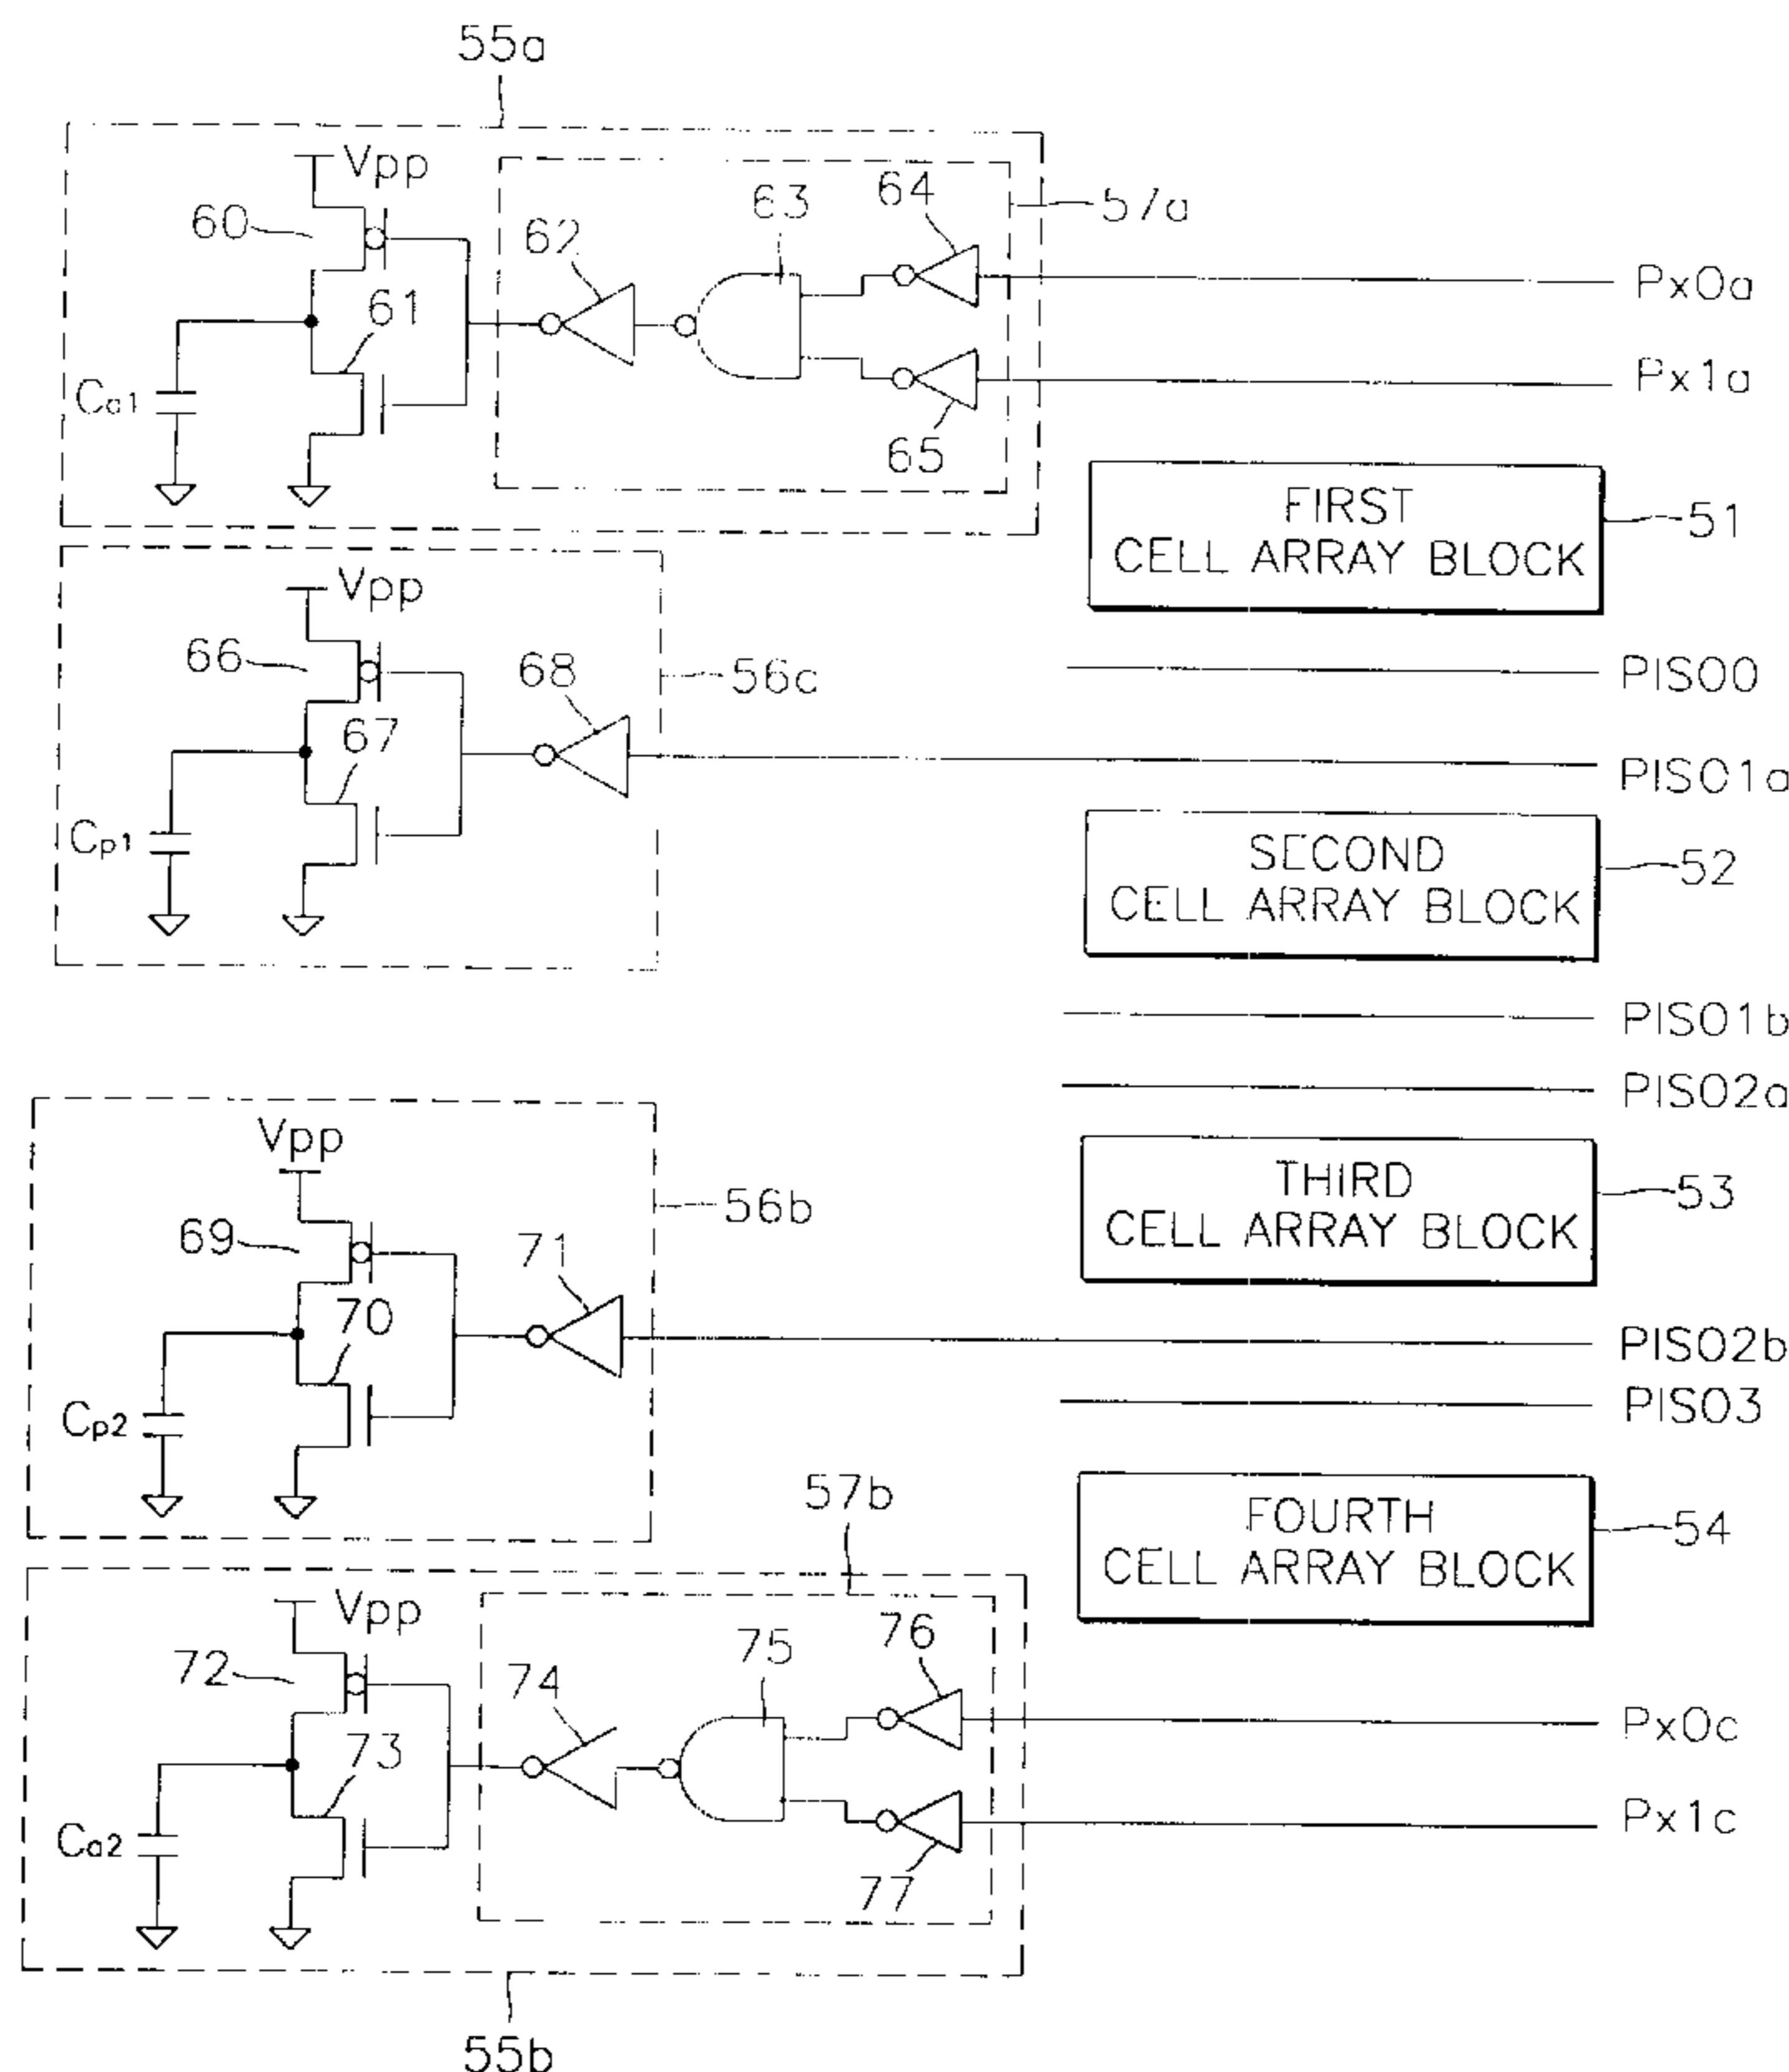 55a
Vpp
60
61
62
63
64
57a
65
Ca1
Px0a
Px1a
FIRST
CELL ARRAY BLOCK
51
Vpp
66
67
68
56c
Cp1
PISO0
PISO1a
SECOND
CELL ARRAY BLOCK
52
PISO1b
PISO2a
Vpp
69
70
71
56b
Cp2
THIRD
CELL ARRAY BLOCK
53
PISO2b
PISO3
57b
FOURTH
CELL ARRAY BLOCK
54
Vpp
72
73
74
75
76
77
Ca2
Px0c
Px1c
55b